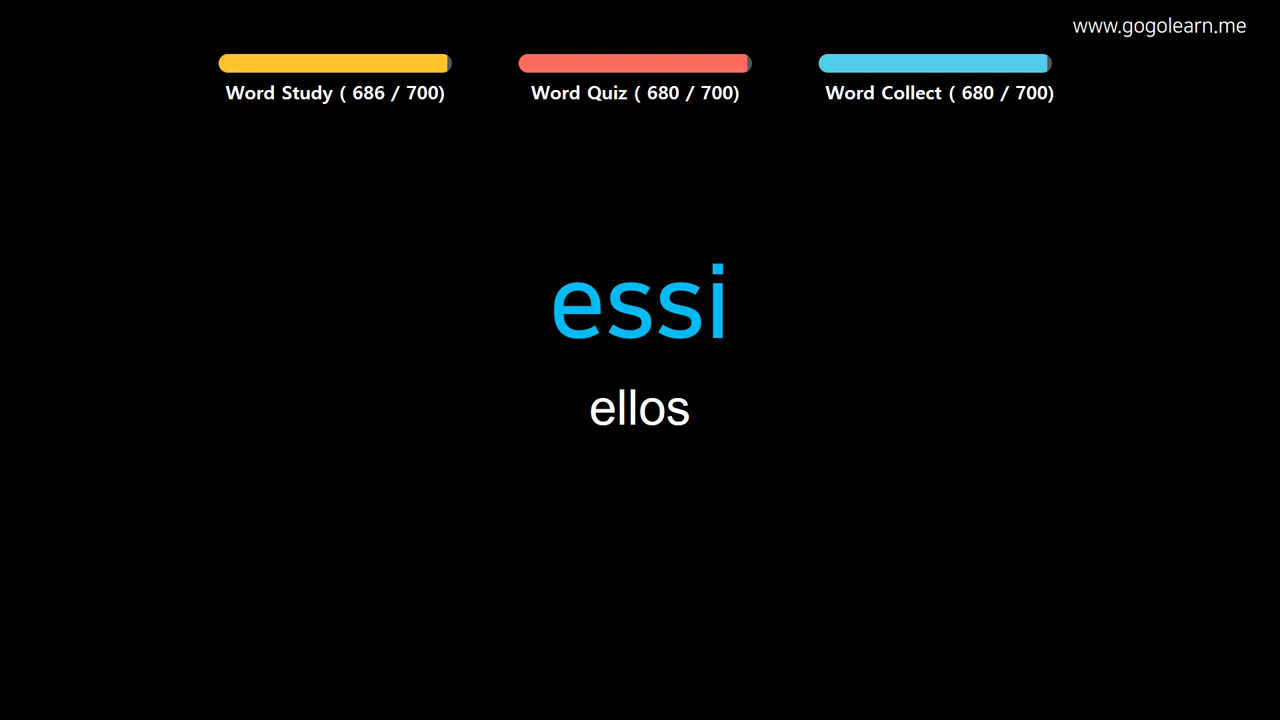 www.gogolearn.me
Word Study ( 686 / 700)
Word Quiz ( 680 / 700)
Word Collect ( 680 / 700)
essi
ellos